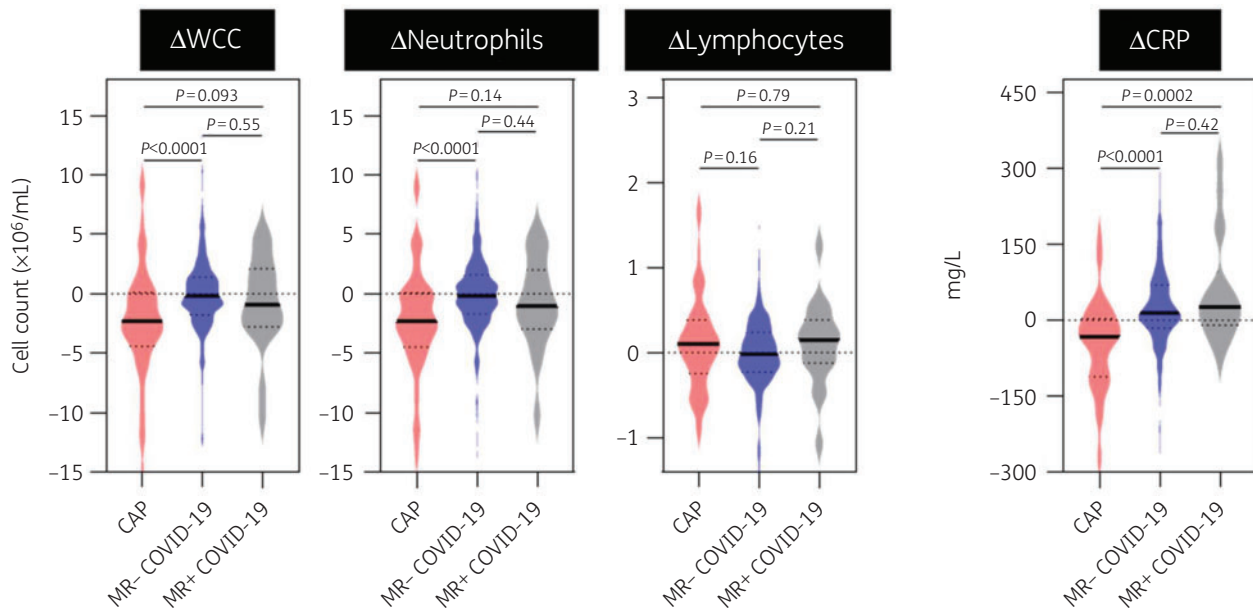 ΔWCC
ΔNeutrophils
ΔLymphocytes
ΔCRP
Cell count (×10⁶/mL)
15
10
5
0
−5
−10
−15
P = 0.093
P = 0.55
P<0.0001
CAP
MR− COVID-19
MR+ COVID-19
15
10
5
0
−5
−10
−15
P = 0.14
P = 0.44
P<0.0001
CAP
MR− COVID-19
MR+ COVID-19
3
2
1
0
−1
P = 0.79
P = 0.21
P = 0.16
CAP
MR− COVID-19
MR+ COVID-19
mg/L
450
300
150
0
−150
−300
P = 0.0002
P = 0.42
P<0.0001
CAP
MR− COVID-19
MR+ COVID-19